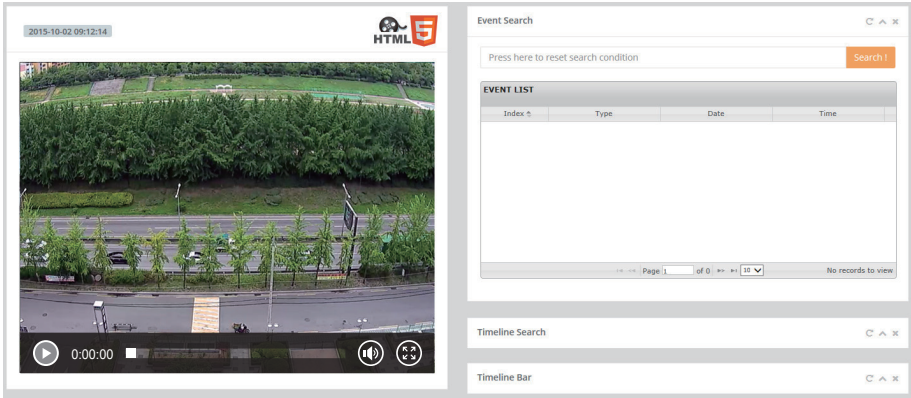 2015-10-02 09:12:14
HTML
5
0:00:00
Event Search
Press here to reset search condition
Search !
EVENT LIST
Index Type Date Time
Page 1 of 0 10 No records to view
Timeline Search
Timeline Bar